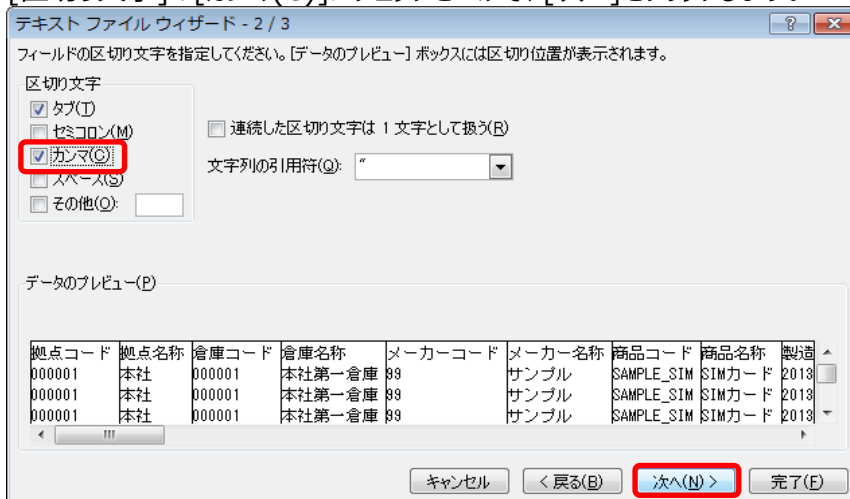 テキスト ファイル ウィザード - 2 / 3
フィールドの区切り文字を指定してください。[データのプレビュー] ボックスには区切り位置が表示されます。
区切り文字
タブ(T)
セミコロン(M)
カンマ(C)
スペース(S)
その他(O):
連続した区切り文字は 1 文字として扱う(R)
文字列の引用符(Q): "
データのプレビュー(P)
拠点コード 拠点名称 倉庫コード 倉庫名称 メーカーコード メーカー名称 商品コード 商品名称 製造
000001 本社 000001 本社第一倉庫 99 サンプル SAMPLE_SIM SIMカード 2013
000001 本社 000001 本社第一倉庫 99 サンプル SAMPLE_SIM SIMカード 2013
000001 本社 000001 本社第一倉庫 99 サンプル SAMPLE_SIM SIMカード 2013
キャンセル < 戻る(B) 次へ(N) > 完了(F)